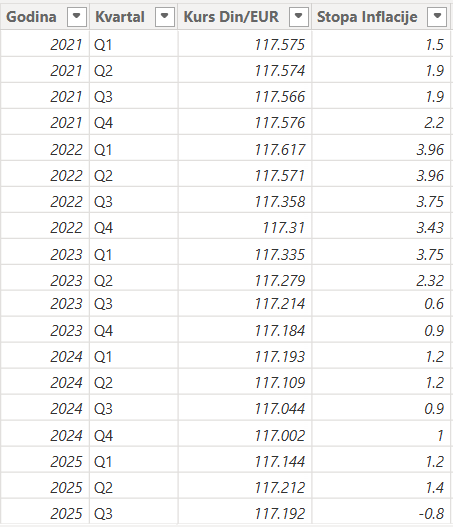 Godina Kvartal Kurs Din/EUR Stopa Inflacije
2021 Q1 117.575 1.5
2021 Q2 117.574 1.9
2021 Q3 117.566 1.9
2021 Q4 117.576 2.2
2022 Q1 117.617 3.96
2022 Q2 117.571 3.96
2022 Q3 117.358 3.75
2022 Q4 117.31 3.43
2023 Q1 117.335 3.75
2023 Q2 117.279 2.32
2023 Q3 117.214 0.6
2023 Q4 117.184 0.9
2024 Q1 117.193 1.2
2024 Q2 117.109 1.2
2024 Q3 117.044 0.9
2024 Q4 117.002 1
2025 Q1 117.144 1.2
2025 Q2 117.212 1.4
2025 Q3 117.192 -0.8